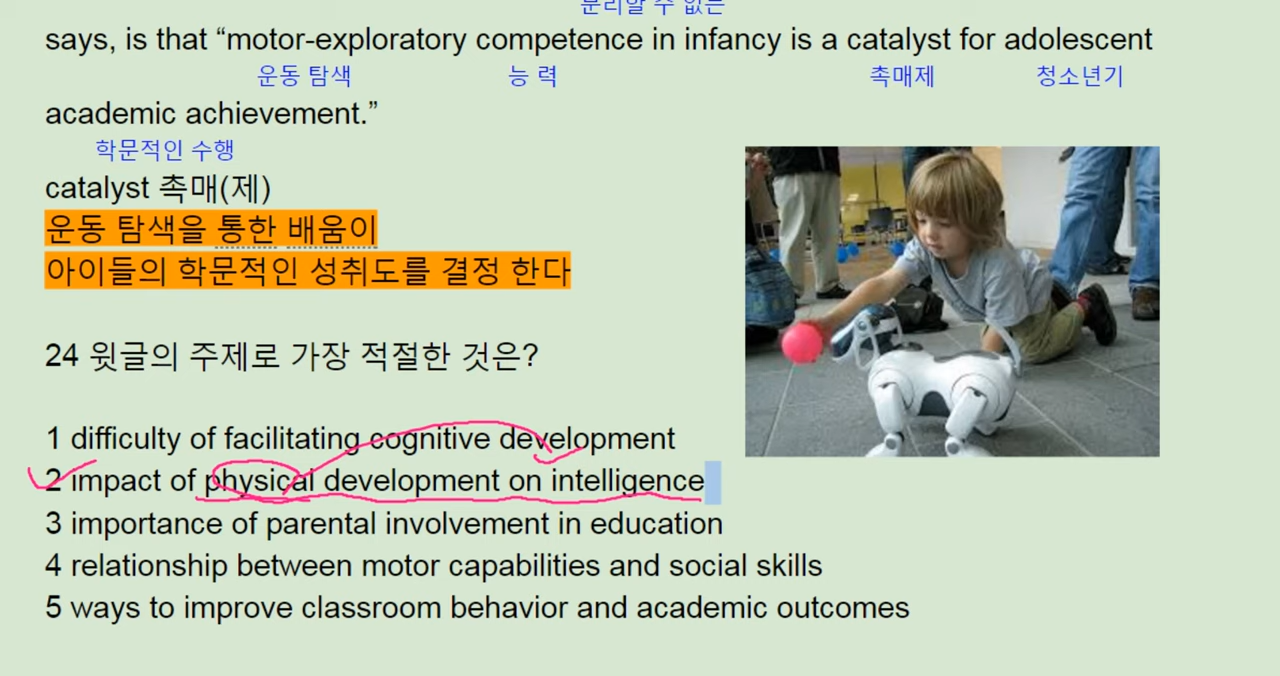 분리할 수 없는
says, is that “motor-exploratory competence in infancy is a catalyst for adolescent
운동 탐색 능 력 촉매제 청소년기
academic achievement.”
학문적인 수행
catalyst 촉매(제)
운동 탐색을 통한 배움이
아이들의 학문적인 성취도를 결정 한다
24 윗글의 주제로 가장 적절한 것은?
1 difficulty of facilitating cognitive development
2 impact of physical development on intelligence
3 importance of parental involvement in education
4 relationship between motor capabilities and social skills
5 ways to improve classroom behavior and academic outcomes